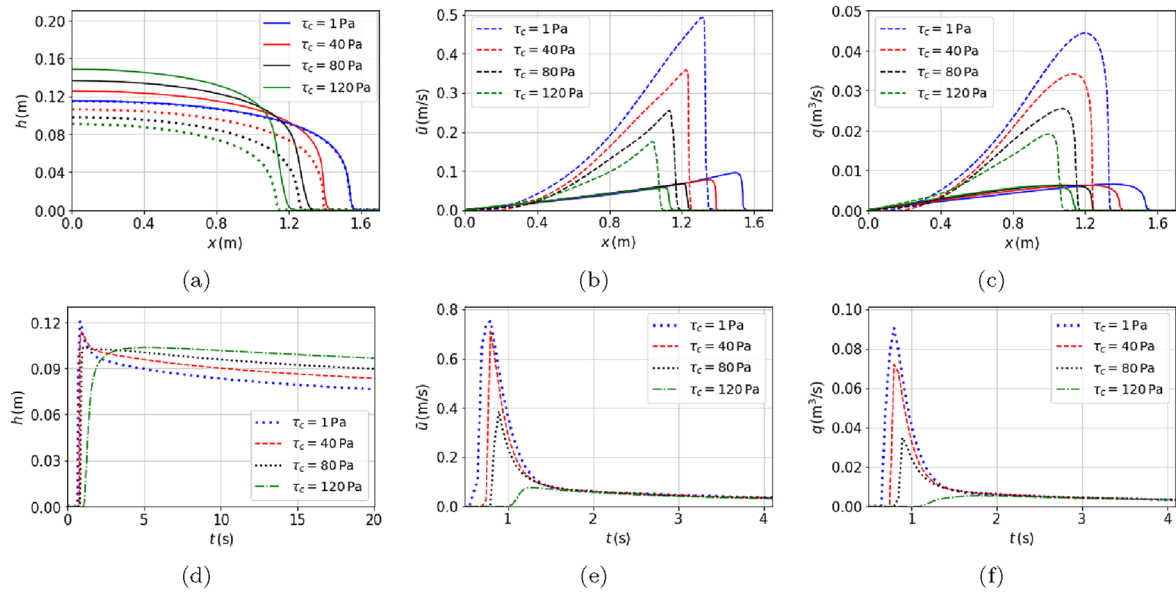 0.20
0.16
0.12
0.08
0.04
0.00
h (m)
0.0 0.4 0.8 1.2 1.6
x (m)
τc = 1 Pa
τc = 40 Pa
τc = 80 Pa
τc = 120 Pa
(a)
0.5
0.4
0.3
0.2
0.1
0.0
ū (m/s)
0.0 0.4 0.8 1.2 1.6
x (m)
τc = 1 Pa
τc = 40 Pa
τc = 80 Pa
τc = 120 Pa
(b)
0.05
0.04
0.03
0.02
0.01
0.00
q (m³/s)
0.0 0.4 0.8 1.2 1.6
x (m)
τc = 1 Pa
τc = 40 Pa
τc = 80 Pa
τc = 120 Pa
(c)
0.12
0.09
0.06
0.03
0.00
h (m)
0 5 10 15 20
t (s)
τc = 1 Pa
τc = 40 Pa
τc = 80 Pa
τc = 120 Pa
(d)
0.8
0.6
0.4
0.2
0.0
ū (m/s)
1 2 3 4
t (s)
τc = 1 Pa
τc = 40 Pa
τc = 80 Pa
τc = 120 Pa
(e)
0.10
0.08
0.06
0.04
0.02
0.00
q (m³/s)
1 2 3 4
t (s)
τc = 1 Pa
τc = 40 Pa
τc = 80 Pa
τc = 120 Pa
(f)